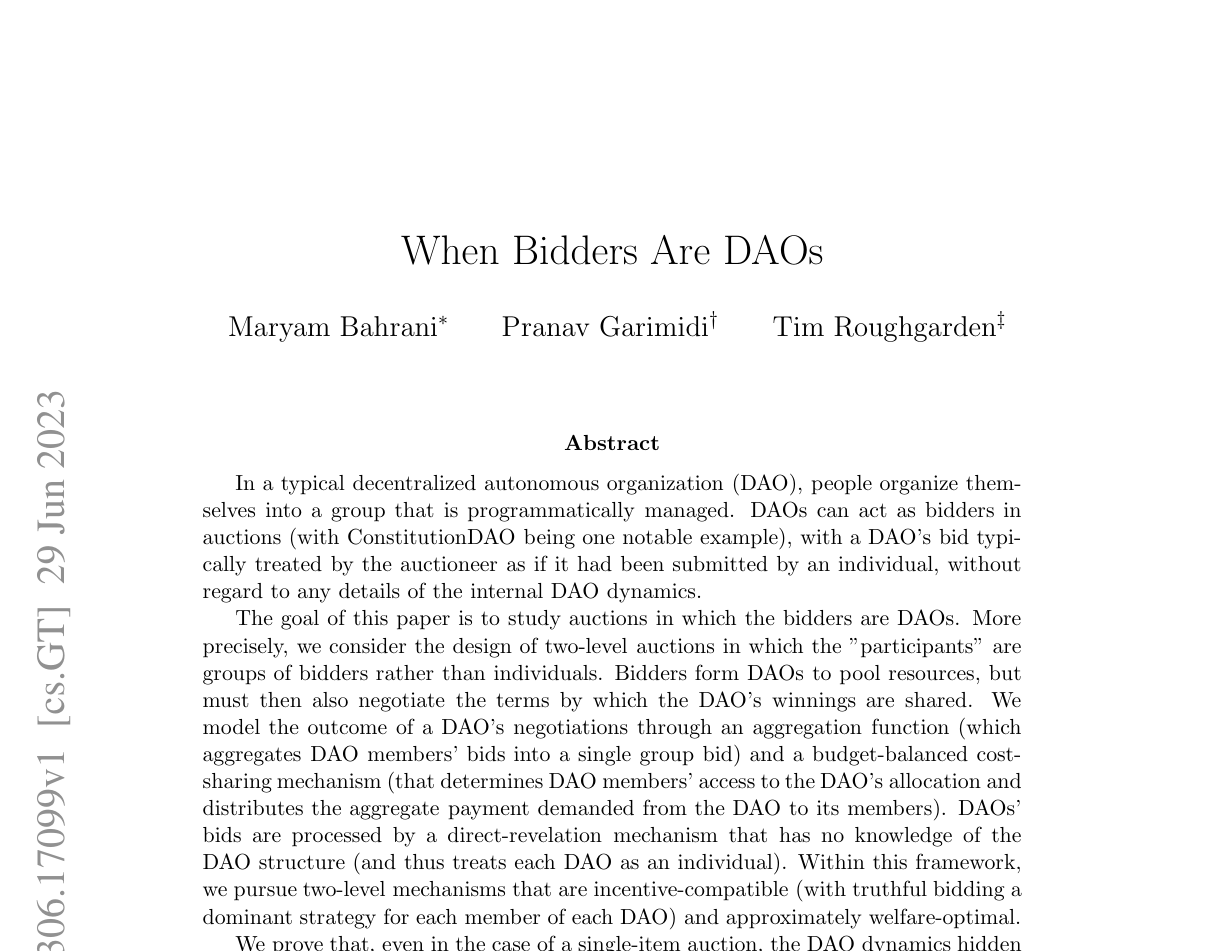 When Bidders Are DAOs
Maryam Bahrani* Pranav Garimidi† Tim Roughgarden‡
Abstract
In a typical decentralized autonomous organization (DAO), people organize them-
selves into a group that is programmatically managed. DAOs can act as bidders in
auctions (with ConstitutionDAO being one notable example), with a DAO's bid typi-
cally treated by the auctioneer as if it had been submitted by an individual, without
regard to any details of the internal DAO dynamics.
The goal of this paper is to study auctions in which the bidders are DAOs. More
precisely, we consider the design of two-level auctions in which the ”participants” are
groups of bidders rather than individuals. Bidders form DAOs to pool resources, but
must then also negotiate the terms by which the DAO's winnings are shared. We
model the outcome of a DAO's negotiations through an aggregation function (which
aggregates DAO members' bids into a single group bid) and a budget-balanced cost-
sharing mechanism (that determines DAO members' access to the DAO's allocation and
distributes the aggregate payment demanded from the DAO to its members). DAOs'
bids are processed by a direct-revelation mechanism that has no knowledge of the
DAO structure (and thus treats each DAO as an individual). Within this framework,
we pursue two-level mechanisms that are incentive-compatible (with truthful bidding a
dominant strategy for each member of each DAO) and approximately welfare-optimal.
We prove that, even in the case of a single-item auction, the DAO dynamics hidden
306.17099v1 [cs.GT] 29 Jun 2023